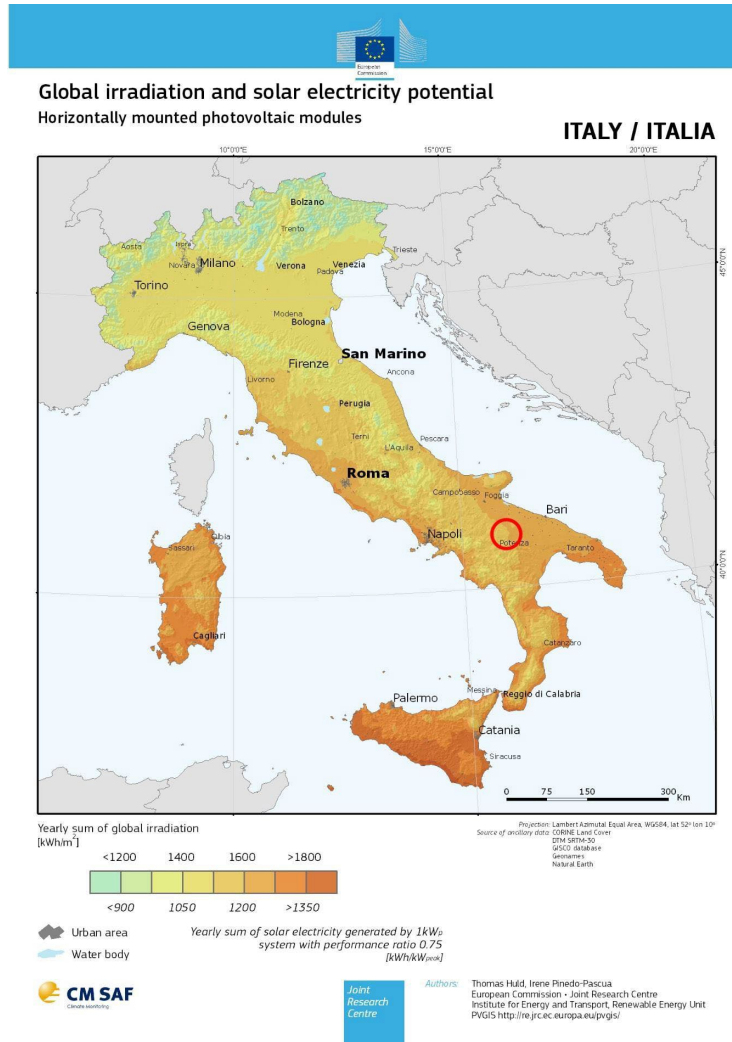 European
Commission
Global irradiation and solar electricity potential
Horizontally mounted photovoltaic modules
ITALY / ITALIA
10°0'0"E 15°0'0"E 20°0'0"E
Bolzano
Trento
Aosta
Trieste
Novara
Milano
Verona
Venezia
Padova
45°0'0"N
Torino
Modena
Genova
Bologna
San Marino
Firenze
Ancona
Livorno
Perugia
Terni
Pescara
L'Aquila
Roma
Campobasso
Foggia
Bari
Napoli
Potenza
Taranto
Olbia
Sassari
40°0'0"N
Cagliari
Catanzaro
Messina
Reggio di Calabria
Palermo
Catania
Siracusa
0 75 150 300 Km
Yearly sum of global irradiation
[kWh/m²]
<1200 1400 1600 >1800
<900 1050 1200 >1350
Urban area
Water body
Yearly sum of solar electricity generated by 1kWp
system with performance ratio 0.75
[kWh/kWpeak]
Projection: Lambert Azimutal Equal Area, WGS84, lat 52º lon 10º
Source of ancillary data: CORINE Land Cover
DTM SRTM-30
GISCO database
Geonames
Natural Earth
CM SAF
Climate Monitoring
Joint
Research
Centre
Authors: Thomas Huld, Irene Pinedo-Pascua
European Commission - Joint Research Centre
Institute for Energy and Transport, Renewable Energy Unit
PVGIS http://re.jrc.ec.europa.eu/pvgis/